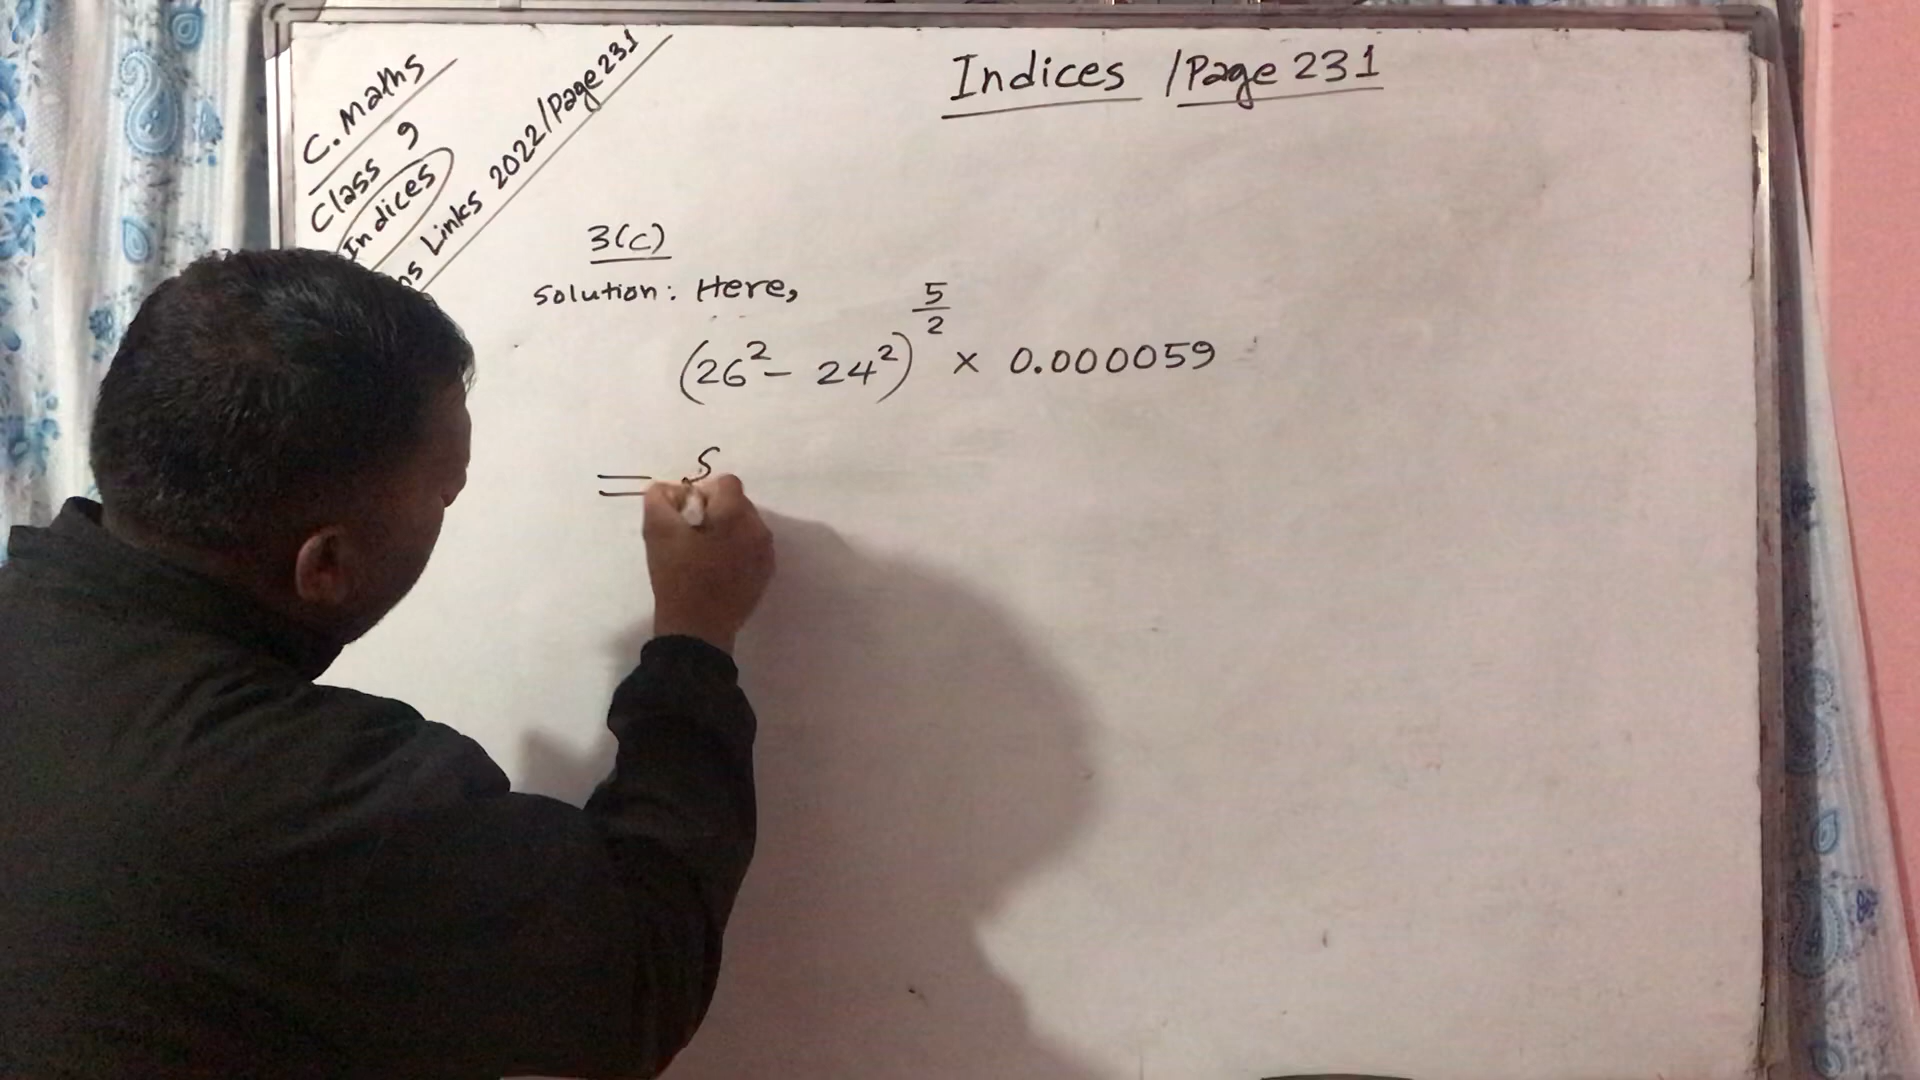 Indices / Page 231
C. Maths
Class 9
Indices
Links 2022/Page 231
3(c)
Solution: Here,
(26² - 24²)^(5/2) × 0.000059
=